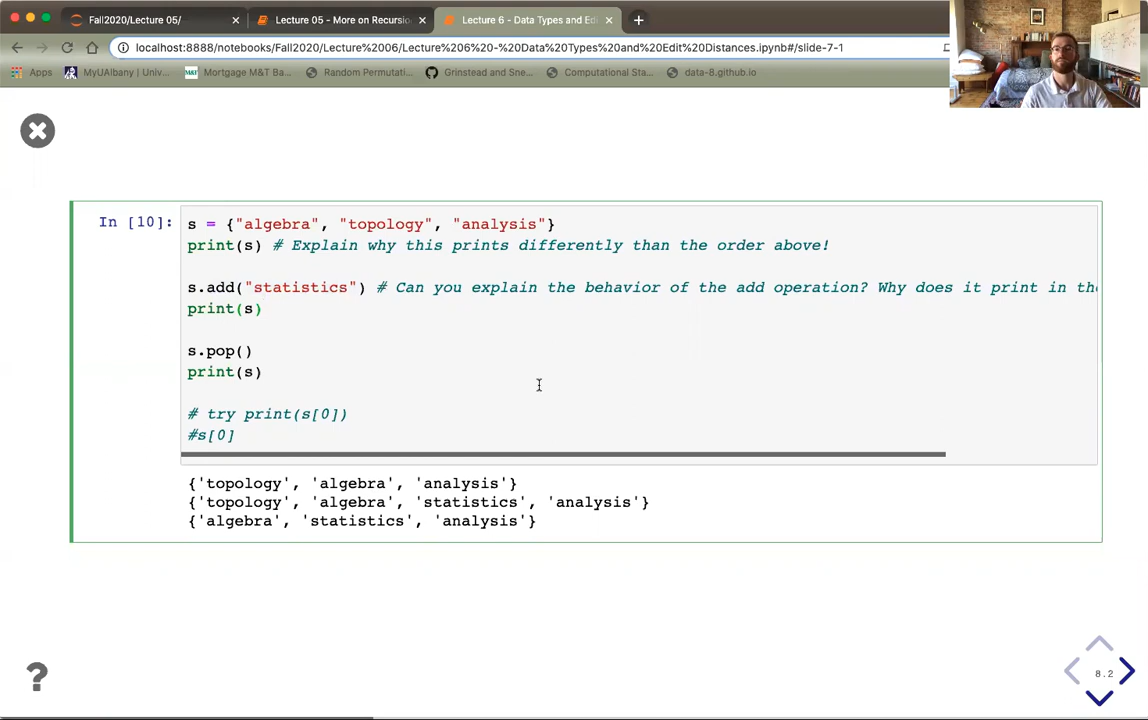 Fall2020/Lecture 05/
Lecture 05 - More on Recursio
Lecture 6 - Data Types and Edi
localhost:8888/notebooks/Fall2020/Lecture%2006/Lecture%206%20-%20Data%20Types%20and%20Edit%20Distances.ipynb#/slide-7-1
Apps
MyUAlbany | Univ...
Mortgage M&T Ba...
Random Permutati...
Grinstead and Sne...
Computational Sta...
data-8.github.io
In [10]:
s = {"algebra", "topology", "analysis"}
print(s) # Explain why this prints differently than the order above!
s.add("statistics") # Can you explain the behavior of the add operation? Why does it print in th
print(s)
s.pop()
print(s)
# try print(s[0])
#s[0]
{'topology', 'algebra', 'analysis'}
{'topology', 'algebra', 'statistics', 'analysis'}
{'algebra', 'statistics', 'analysis'}
?
8.2